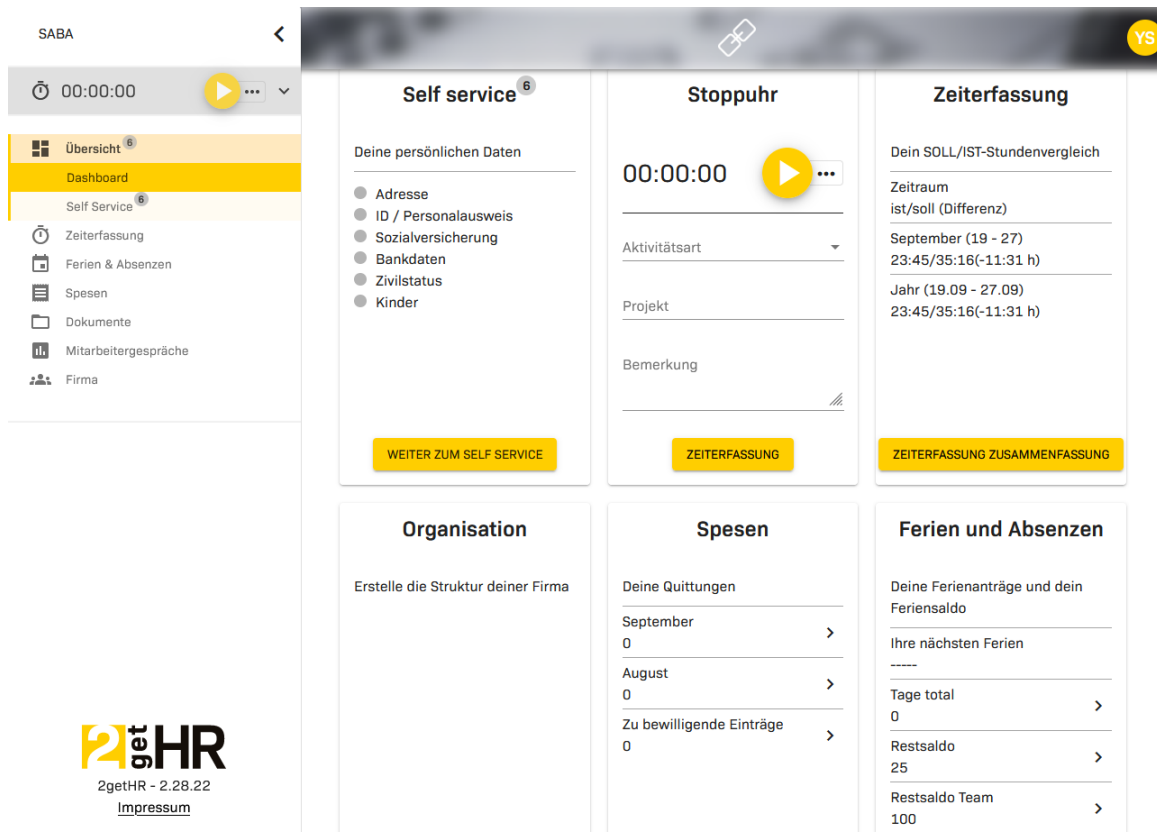 SABA
00:00:00
Übersicht 6
Dashboard
Self Service 6
Zeiterfassung
Ferien & Absenzen
Spesen
Dokumente
Mitarbeitergespräche
Firma
2getHR
2getHR - 2.28.22
Impressum
YS
Self service 6
Deine persönlichen Daten
Adresse
ID / Personalausweis
Sozialversicherung
Bankdaten
Zivilstatus
Kinder
WEITER ZUM SELF SERVICE
Stoppuhr
00:00:00
Aktivitätsart
Projekt
Bemerkung
ZEITERFASSUNG
Zeiterfassung
Dein SOLL/IST-Stundenvergleich
Zeitraum
ist/soll (Differenz)
September (19 - 27)
23:45/35:16(-11:31 h)
Jahr (19.09 - 27.09)
23:45/35:16(-11:31 h)
ZEITERFASSUNG ZUSAMMENFASSUNG
Organisation
Erstelle die Struktur deiner Firma
Spesen
Deine Quittungen
September
0
August
0
Zu bewilligende Einträge
0
Ferien und Absenzen
Deine Ferienanträge und dein
Feriensaldo
Ihre nächsten Ferien
-----
Tage total
0
Restsaldo
25
Restsaldo Team
100